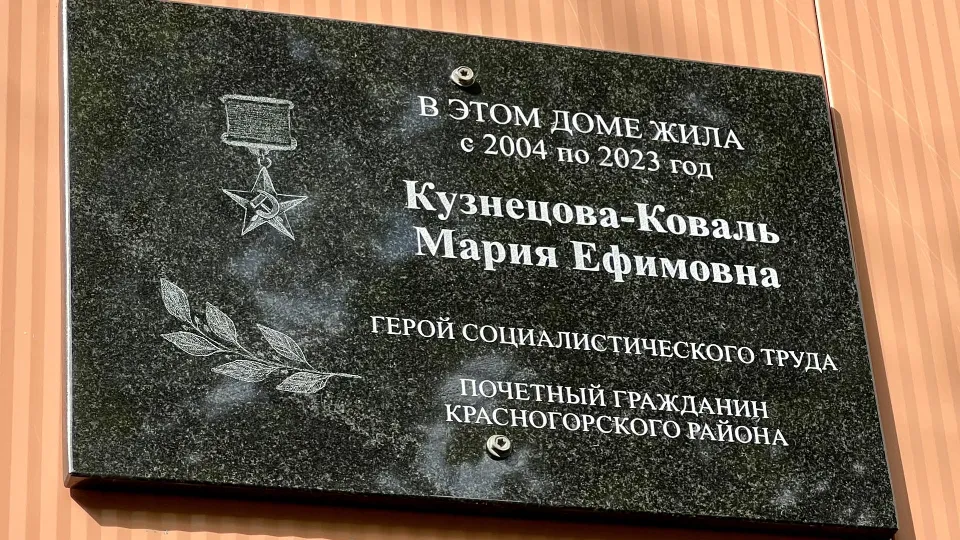 В ЭТОМ ДОМЕ ЖИЛА
с 2004 по 2023 год
Кузнецова-Коваль
Мария Ефимовна
ГЕРОЙ СОЦИАЛИСТИЧЕСКОГО ТРУДА
ПОЧЕТНЫЙ ГРАЖДАНИН
КРАСНОГОРСКОГО РАЙОНА